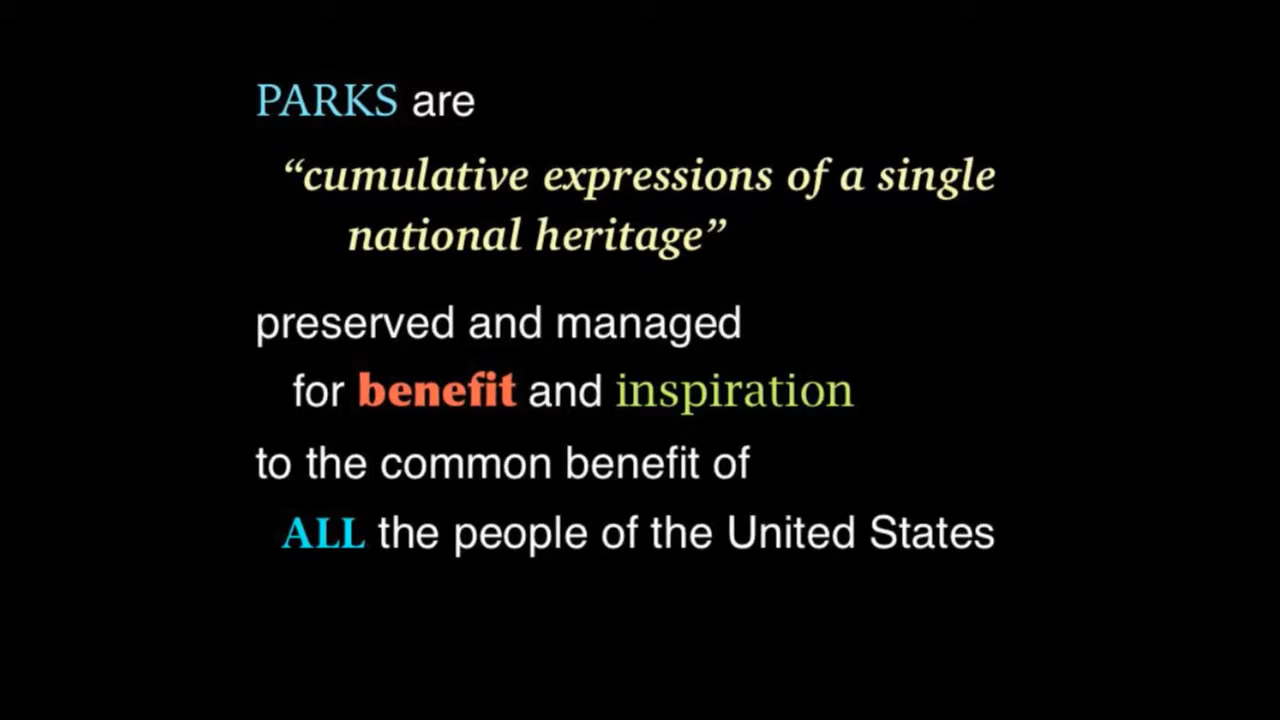 PARKS are
“cumulative expressions of a single
national heritage”
preserved and managed
for benefit and inspiration
to the common benefit of
ALL the people of the United States